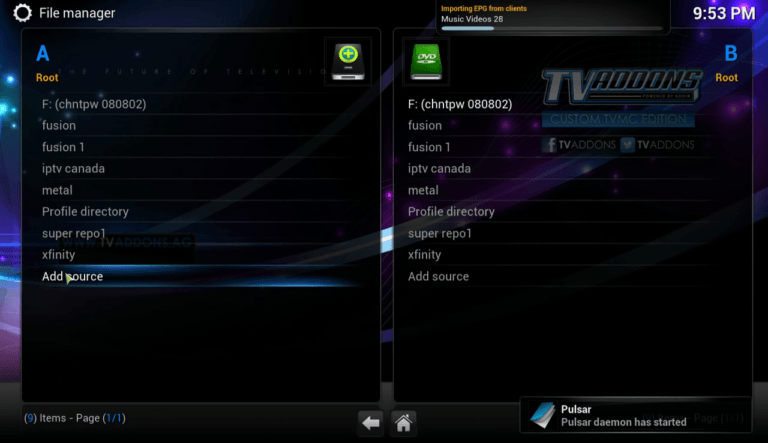 File manager
Importing EPG from clients
Music Videos 28
9:53 PM
A
Root
THE FUTURE OF TELEVISIO
F: (chntpw 080802)
fusion
fusion 1
iptv canada
metal
Profile directory
super repo1
WWW.TVADDONS.AG
xfinity
Add source
(9) Items - Page (1/1)
DVD
B
Root
TVADDONS
CUSTOM TVMC EDITION
TVADDONS TVADDONS
F: (chntpw 080802)
fusion
fusion 1
iptv canada
metal
Profile directory
super repo1
xfinity
Add source
Pulsar
Pulsar daemon has started